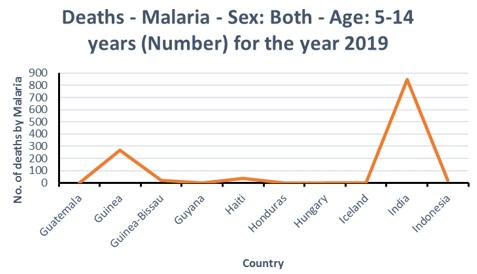 Deaths - Malaria - Sex: Both - Age: 5-14
years (Number) for the year 2019
No. of deaths by Malaria
900
800
700
600
500
400
300
200
100
0
Guatemala
Guinea
Guinea-Bissau
Guyana
Haiti
Honduras
Hungary
Iceland
India
Indonesia
Country